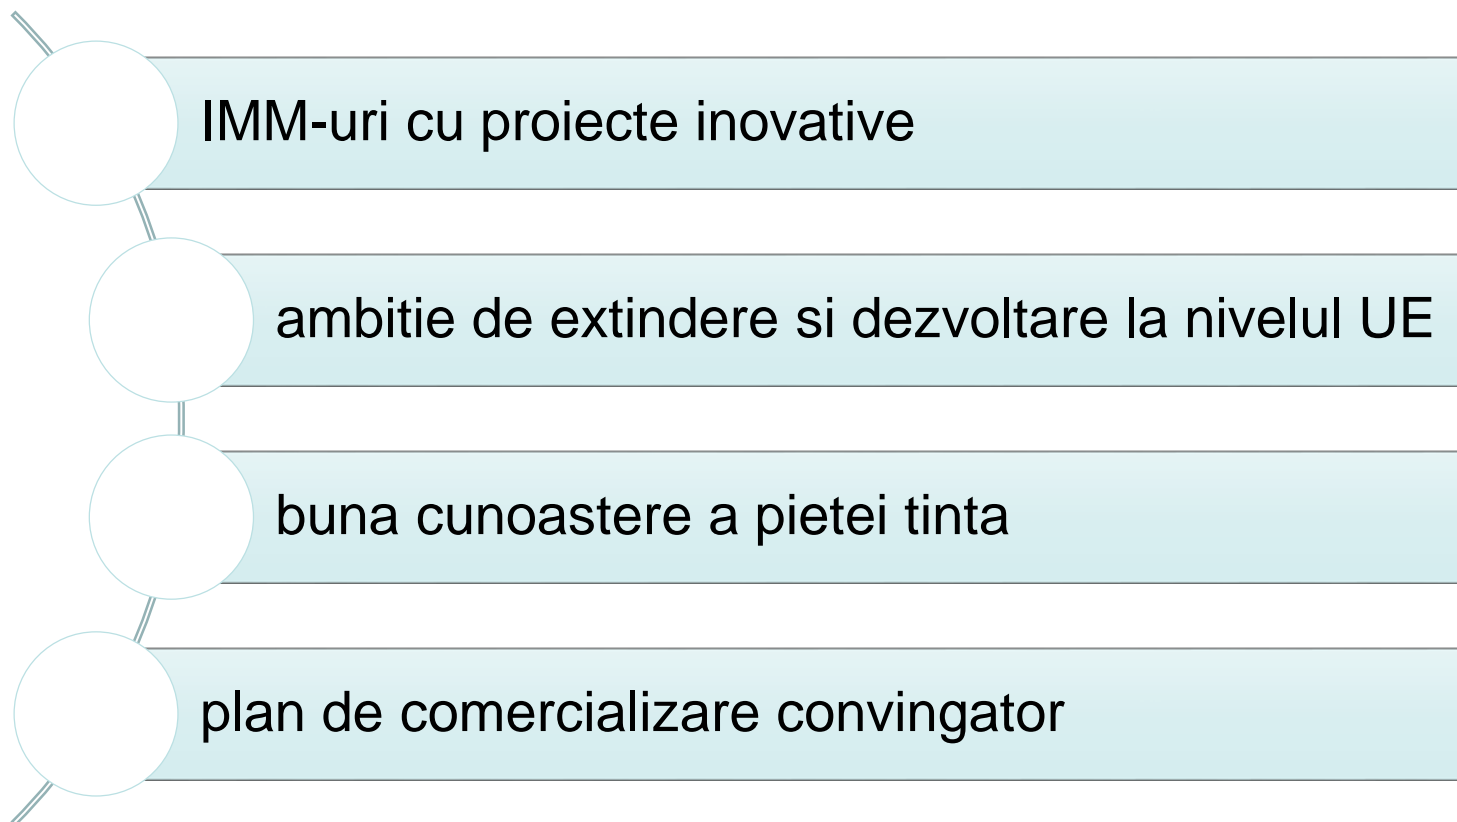 IMM-uri cu proiecte inovative
ambitie de extindere si dezvoltare la nivelul UE
buna cunoastere a pietei tinta
plan de comercializare convingator